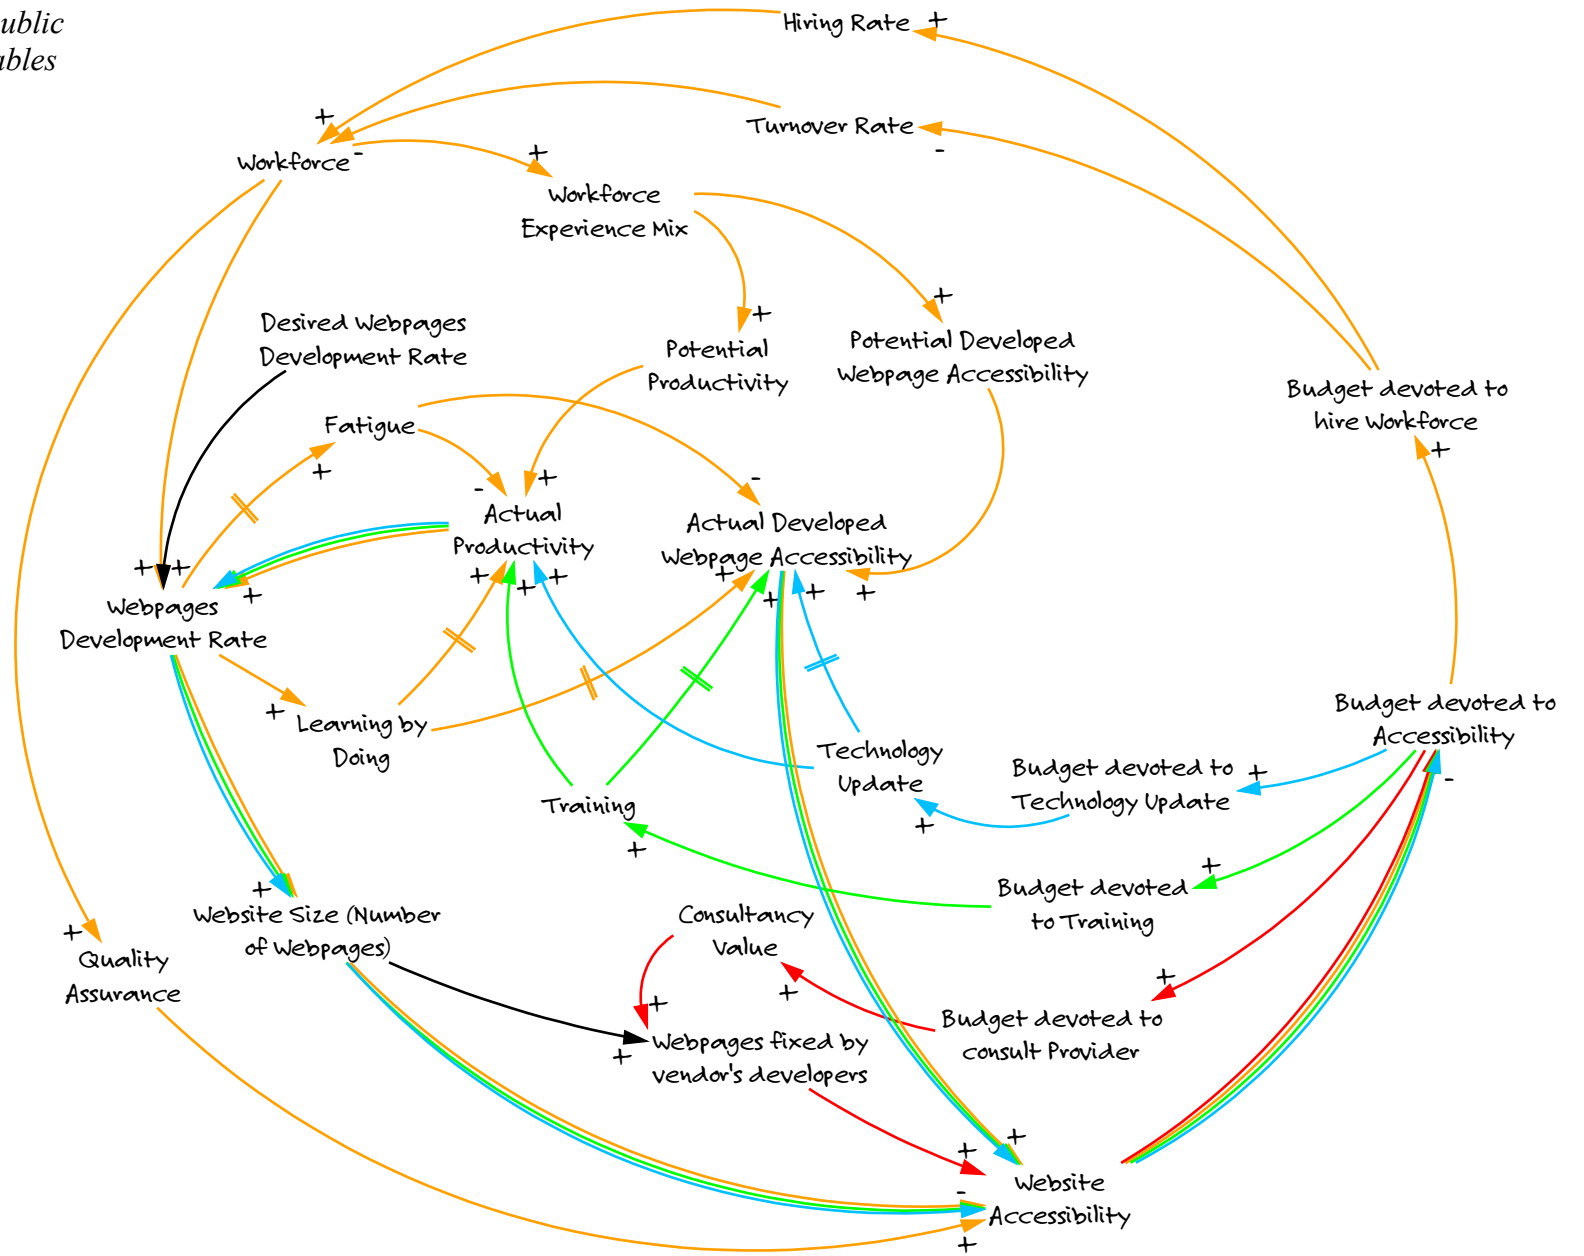 ublic
ables
Hiring Rate
+
Turnover Rate
-
+
Workforce
-
+
Workforce
Experience Mix
Desired Webpages
Development Rate
+
Potential
Productivity
+
Potential Developed
Webpage Accessibility
Budget devoted to
hire Workforce
+
Fatigue
+
-
+
Actual
Productivity
-
Actual Developed
Webpage Accessibility
+
+
+
+
+
+
+
+
+
+
Webpages
Development Rate
+
Learning by
Doing
Budget devoted to
Accessibility
-
Technology
Update
+
Budget devoted to
Technology Update
+
Training
+
Budget devoted
to Training
+
+
Website Size (Number
of Webpages)
Consultancy
Value
+
+
Quality
Assurance
+
+
Webpages fixed by
vendor's developers
+
Budget devoted to
consult Provider
+
+
-
+
Website
Accessibility